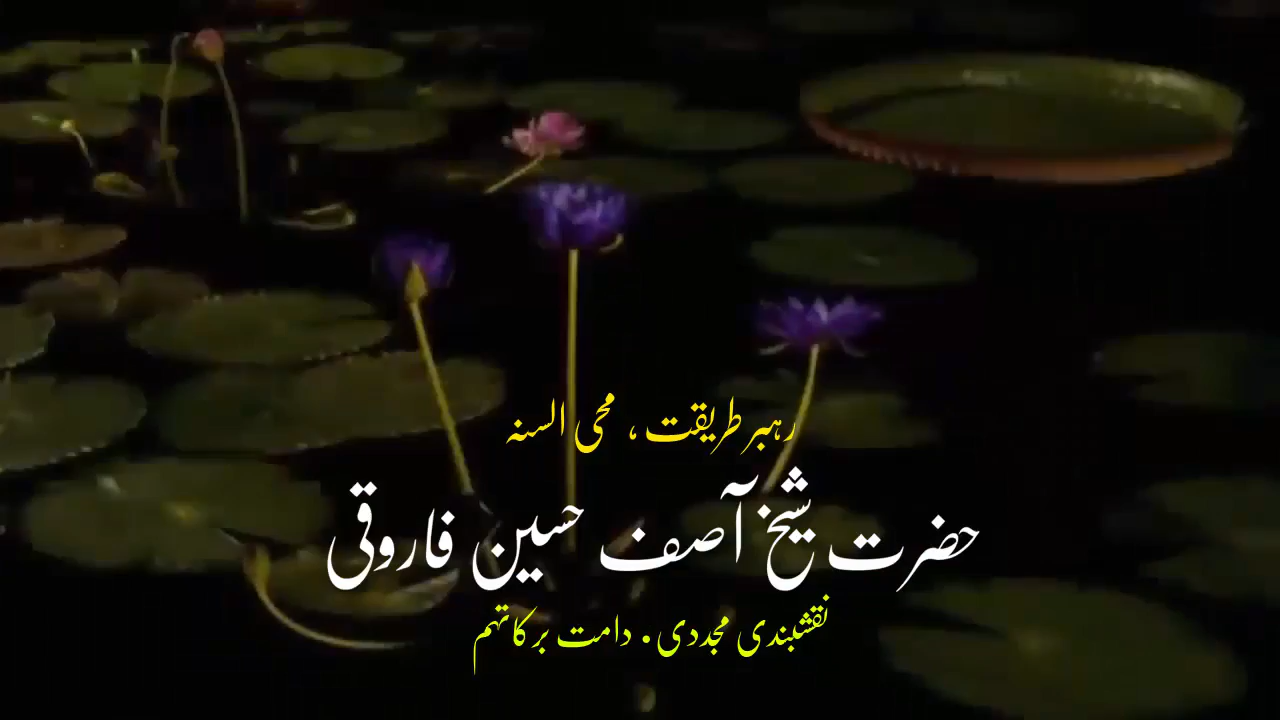 رہبر طریقت ، محی السنہ
حضرت شیخ آصف حسین فاروقی
نقشبندی مجددی ۔ دامت برکاتہم